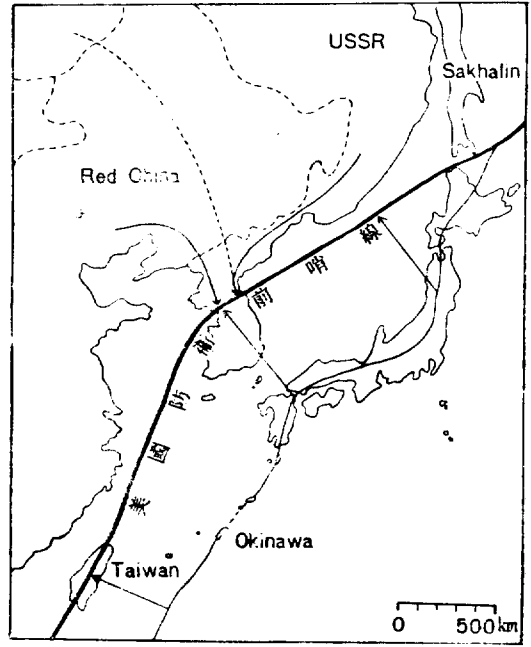 USSR
Sakhalin
Red China
美國防衛前哨線
Okinawa
Taiwan
0 500km